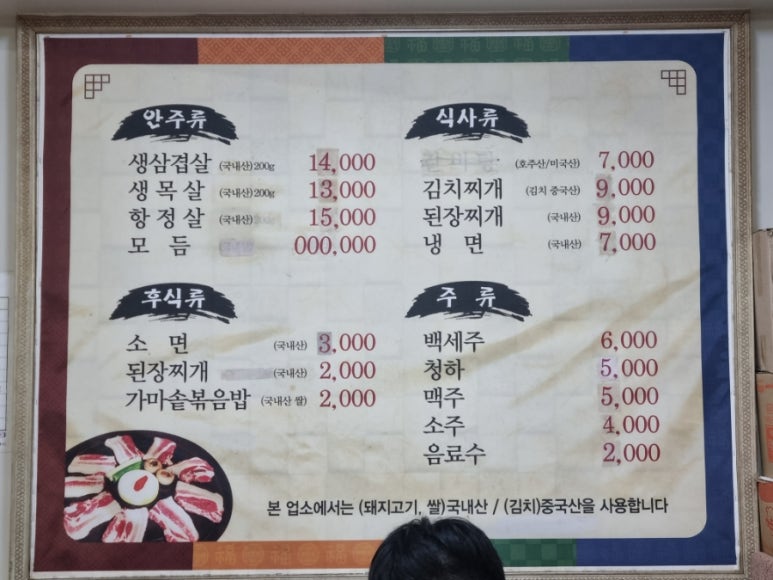 안주류
생삼겹살 (국내산)200g 14,000
생목살 (국내산)200g 13,000
항정살 (국내산) 15,000
모듬 000,000
식사류
(호주산/미국산) 7,000
김치찌개 (김치 중국산) 9,000
된장찌개 (국내산) 9,000
냉면 (국내산) 7,000
후식류
소면 (국내산) 3,000
된장찌개 (국내산) 2,000
가마솥볶음밥 (국내산 쌀) 2,000
주류
백세주 6,000
청하 5,000
맥주 5,000
소주 4,000
음료수 2,000
본 업소에서는 (돼지고기, 쌀)국내산 / (김치)중국산을 사용합니다